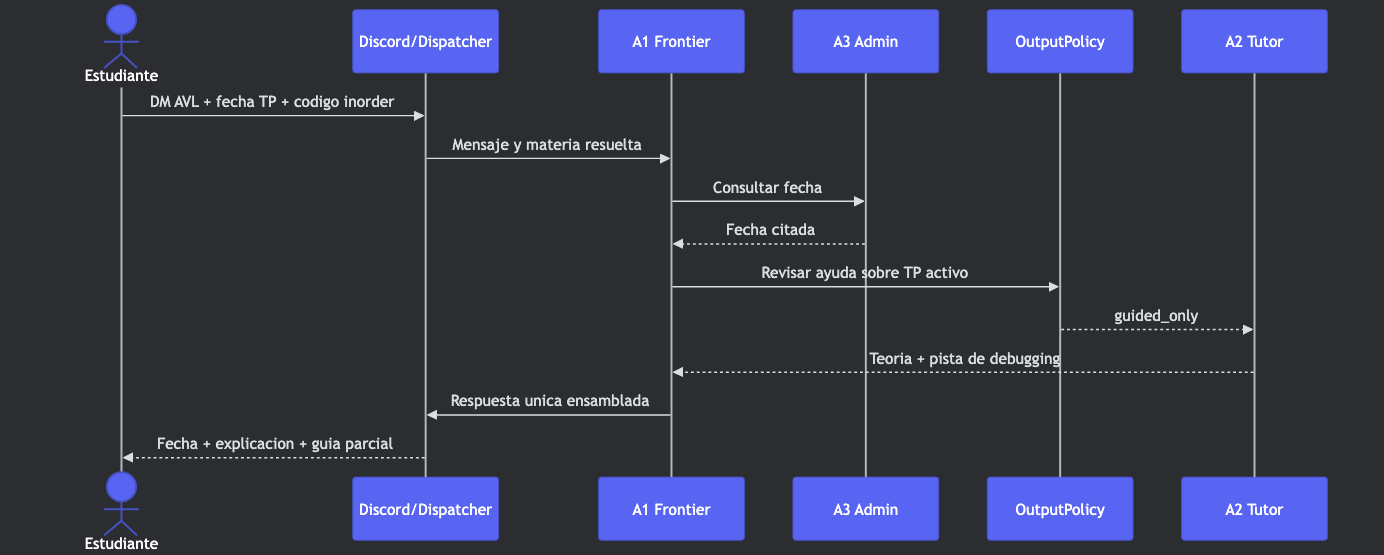 Estudiante
Discord/Dispatcher
A1 Frontier
A3 Admin
OutputPolicy
A2 Tutor
DM AVL + fecha TP + codigo inorder
Mensaje y materia resuelta
Consultar fecha
Fecha citada
Revisar ayuda sobre TP activo
guided_only
Teoria + pista de debugging
Respuesta unica ensamblada
Fecha + explicacion + guia parcial
Estudiante
Discord/Dispatcher
A1 Frontier
A3 Admin
OutputPolicy
A2 Tutor